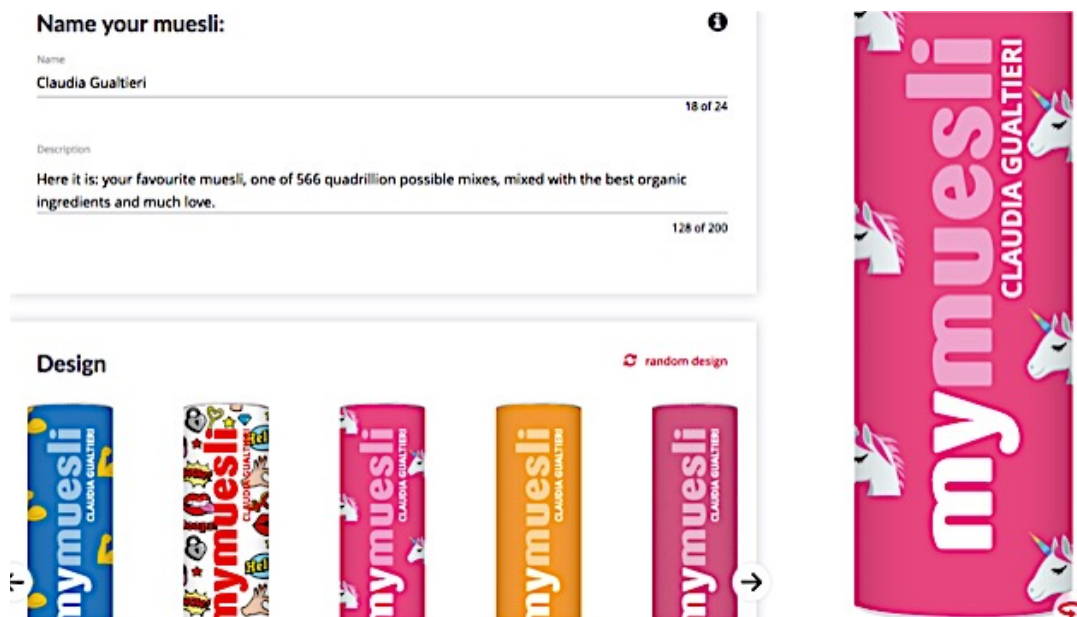 Name your muesli:
Name
Claudia Gualtieri
18 of 24
Description
Here it is: your favourite muesli, one of 566 quadrillion possible mixes, mixed with the best organic
ingredients and much love.
128 of 200
Design
random design
mymuesli
CLAUDIA GUALTIERI
mymuesli
CLAUDIA GUALTIERI
mymuesli
CLAUDIA GUALTIERI
mymuesli
CLAUDIA GUALTIERI
mymuesli
CLAUDIA GUALTIERI
mymuesli
CLAUDIA GUALTIERI